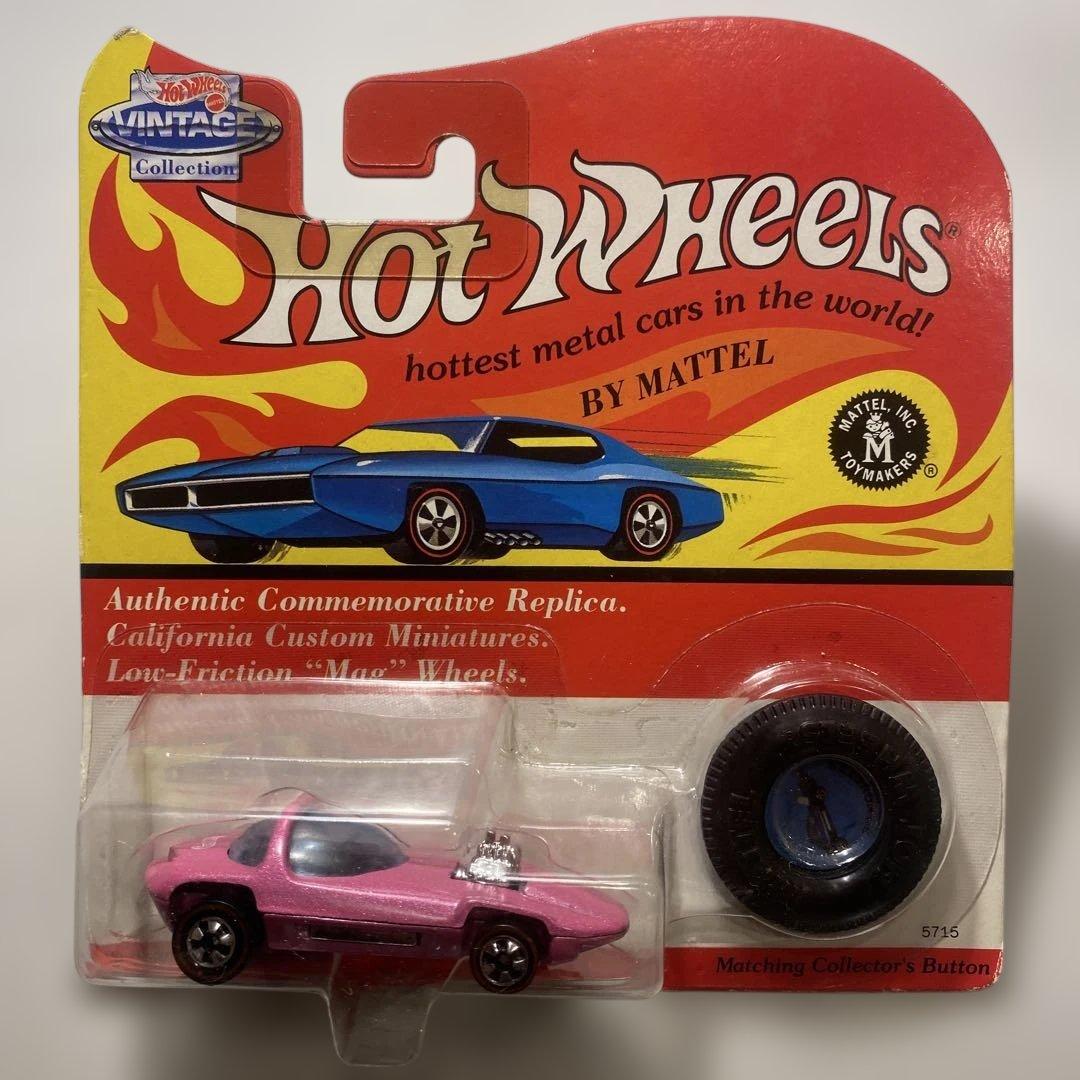 Hot Wheels
MATTEL
VINTAGE
Collection
Hot Wheels®
hottest metal cars in the world!
BY MATTEL
MATTEL, INC.
M
TOYMAKERS
®
Authentic Commemorative Replica.
California Custom Miniatures.
Low-Friction “Mag” Wheels.
5715
Matching Collector's Button